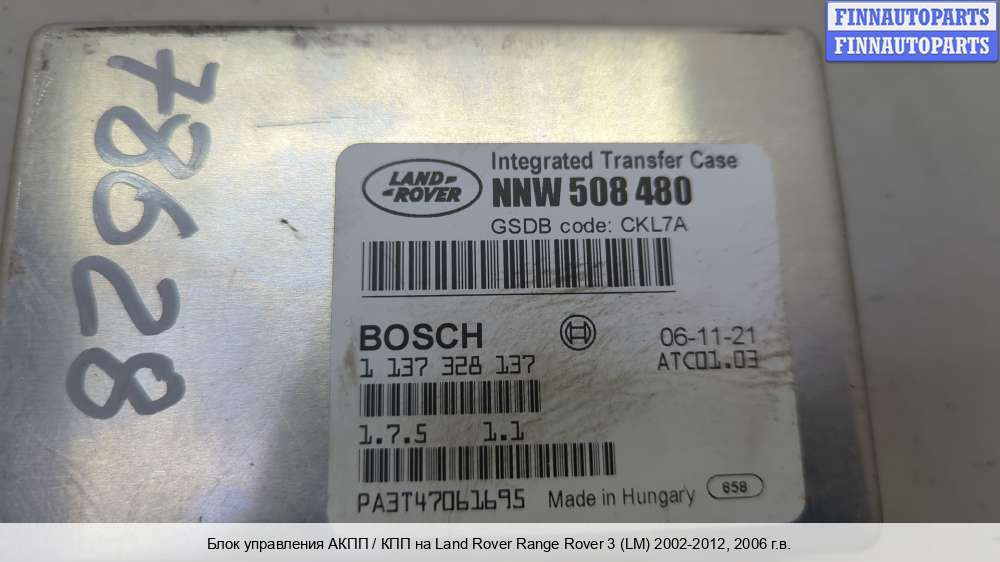 FINNAUTOPARTS
FINNAUTOPARTS
78628
LAND-
-ROVER
Integrated Transfer Case
NNW 508 480
GSDB code: CKL7A
BOSCH
06-11-21
1 137 328 137
ATC01.03
1.7.5 1.1
PA3T47061695 Made in Hungary 658
Блок управления АКПП / КПП на Land Rover Range Rover 3 (LM) 2002-2012, 2006 г.в.